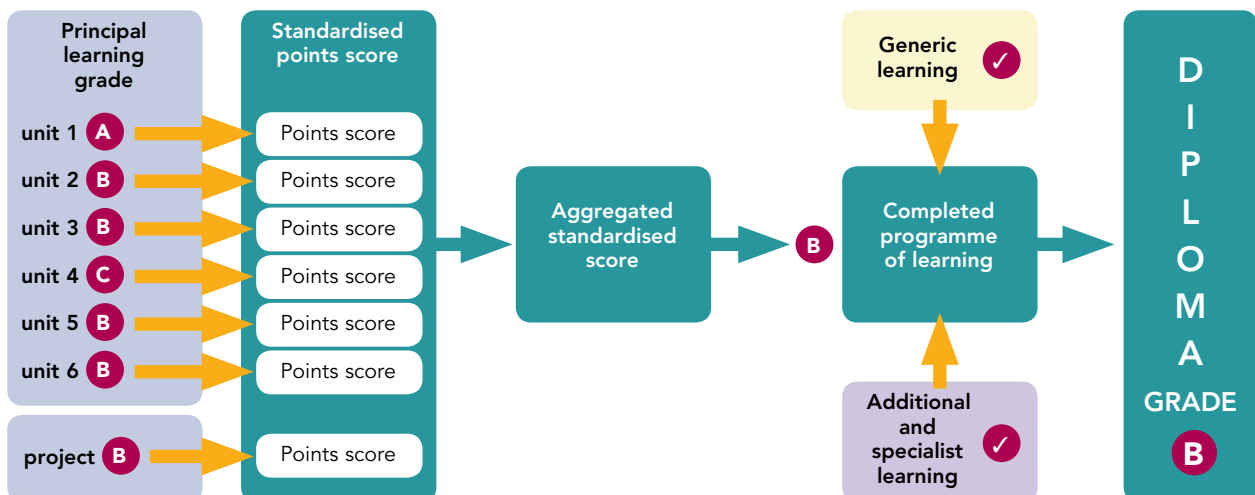 Principal
learning
grade
unit 1 A
unit 2 B
unit 3 B
unit 4 C
unit 5 B
unit 6 B
project B
Standardised
points score
Points score
Points score
Points score
Points score
Points score
Points score
Points score
Aggregated
standardised
score
B
Generic
learning ✓
Completed
programme
of learning
Additional
and
specialist
learning ✓
D
I
P
L
O
M
A
GRADE
B